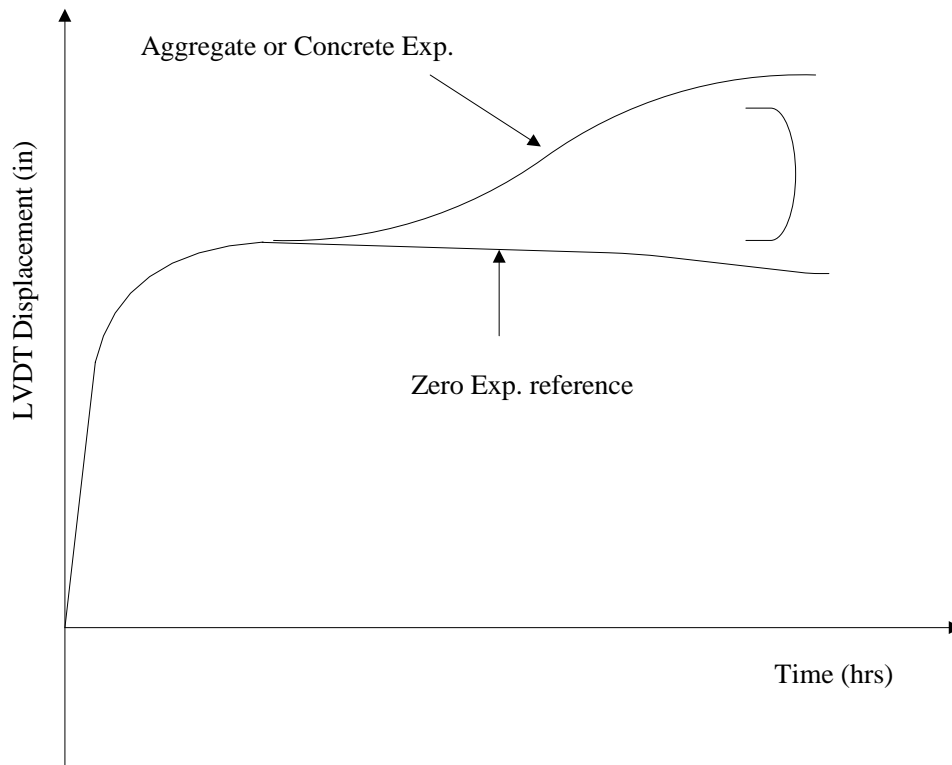 Aggregate or Concrete Exp.
LVDT Displacement (in)
Zero Exp. reference
Time (hrs)